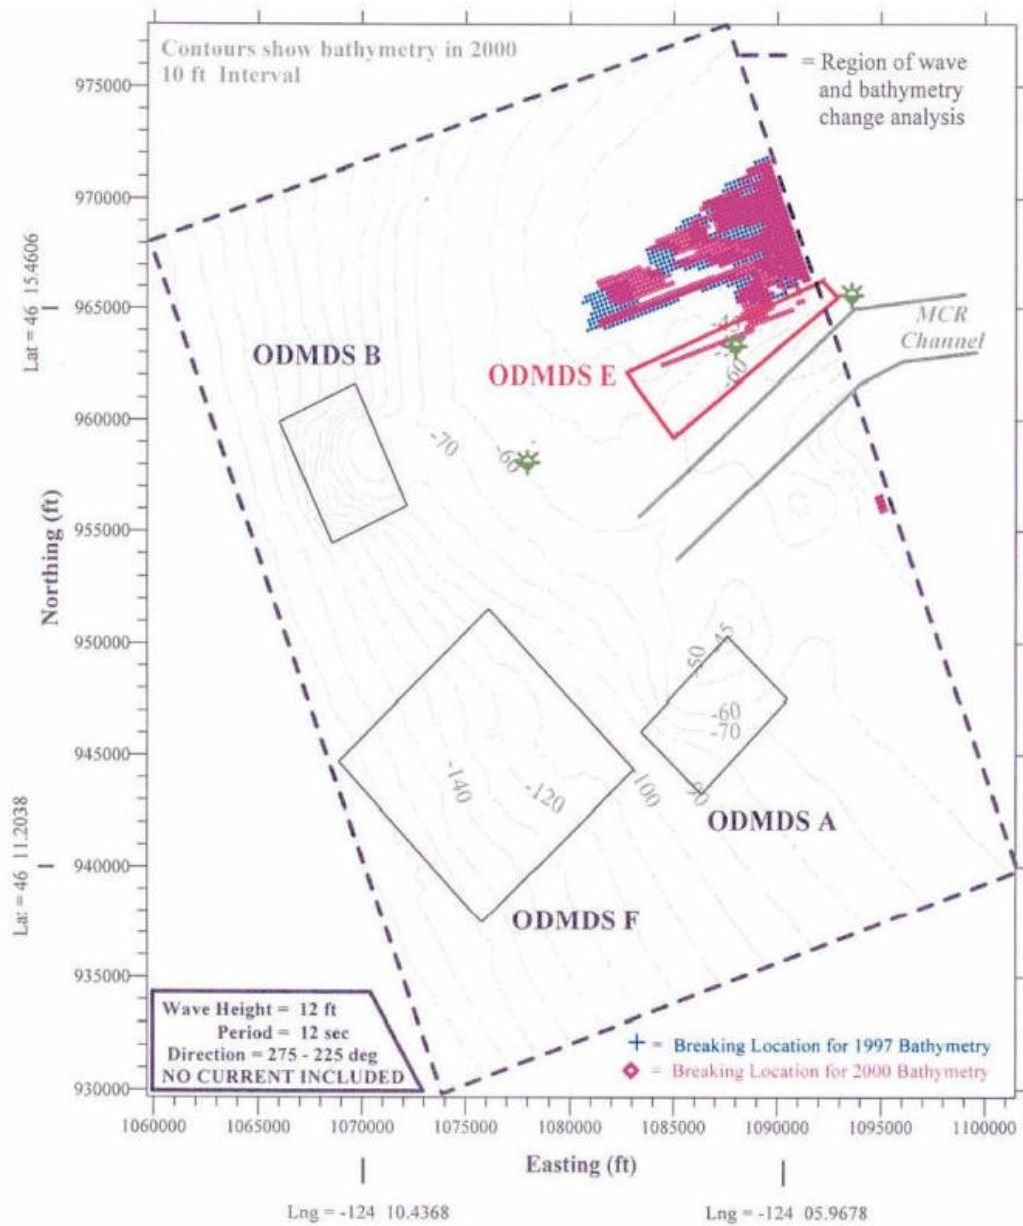 Contours show bathymetry in 2000
10 ft Interval
= Region of wave
and bathymetry
change analysis
975000
970000
965000
960000
955000
950000
945000
940000
935000
930000
Northing (ft)
Lat = 46 15.4606
Lat = 46 11.2038
MCR
Channel
ODMDS B
ODMDS E
-45
-60
-70
-60
-50
-45
-60
-70
-140
-120
100
90
ODMDS A
ODMDS F
Wave Height = 12 ft
Period = 12 sec
Direction = 275 - 225 deg
NO CURRENT INCLUDED
+ = Breaking Location for 1997 Bathymetry
= Breaking Location for 2000 Bathymetry
1060000 1065000 1070000 1075000 1080000 1085000 1090000 1095000 1100000
Easting (ft)
Lng = -124 10.4368
Lng = -124 05.9678